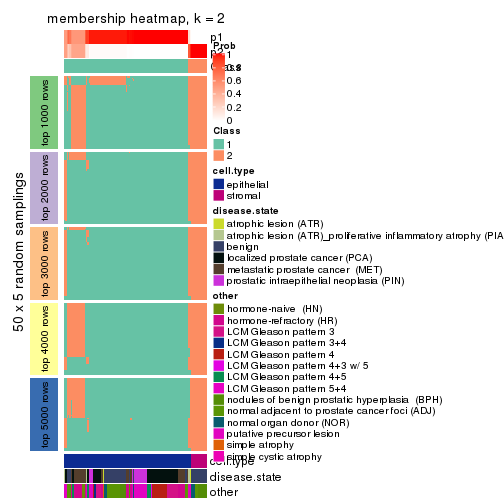 membership heatmap, k = 2
p1
p2
Prob
1
0.8
0.6
0.4
0.2
0
Class
Class
1
2
cell.type
epithelial
stromal
disease.state
atrophic lesion (ATR)
atrophic lesion (ATR)_proliferative inflammatory atrophy (PIA
benign
localized prostate cancer (PCA)
metastatic prostate cancer (MET)
prostatic intraepithelial neoplasia (PIN)
other
hormone-naive (HN)
hormone-refractory (HR)
LCM Gleason pattern 3
LCM Gleason pattern 3+4
LCM Gleason pattern 4
LCM Gleason pattern 4+3 w/ 5
LCM Gleason pattern 4+5
LCM Gleason pattern 5+4
nodules of benign prostatic hyperplasia (BPH)
normal adjacent to prostate cancer foci (ADJ)
normal organ donor (NOR)
putative precursor lesion
simple atrophy
simple cystic atrophy
50 x 5 random samplings
top 1000 rows
top 2000 rows
top 3000 rows
top 4000 rows
top 5000 rows
cell.type
disease.state
other